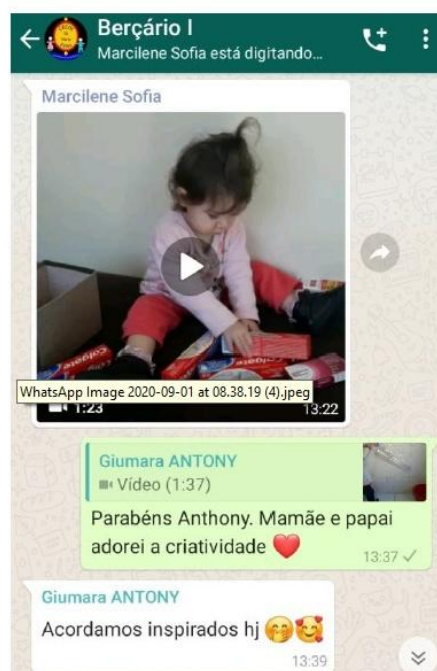 Berçário I
Marcilene Sofia está digitando...
Marcilene Sofia
Colgate
Colgate
WhatsApp Image 2020-09-01 at 08.38.19 (4).jpeg
1:23
13:22
Giumara ANTONY
Vídeo (1:37)
Parabéns Anthony. Mamãe e papai
adorei a criatividade ❤️
13:37
Giumara ANTONY
Acordamos inspirados hj 🤭🥰
13:39